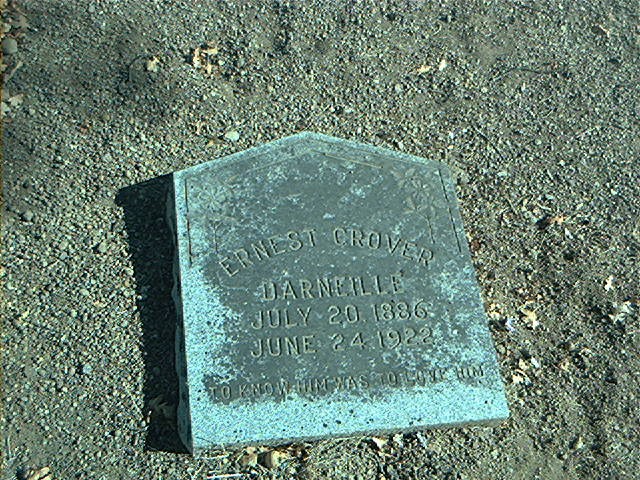 ERNEST GROVER
DARNEILLE
JULY 20, 1886
JUNE 24, 1922
TO KNOW HIM WAS TO LOVE HIM